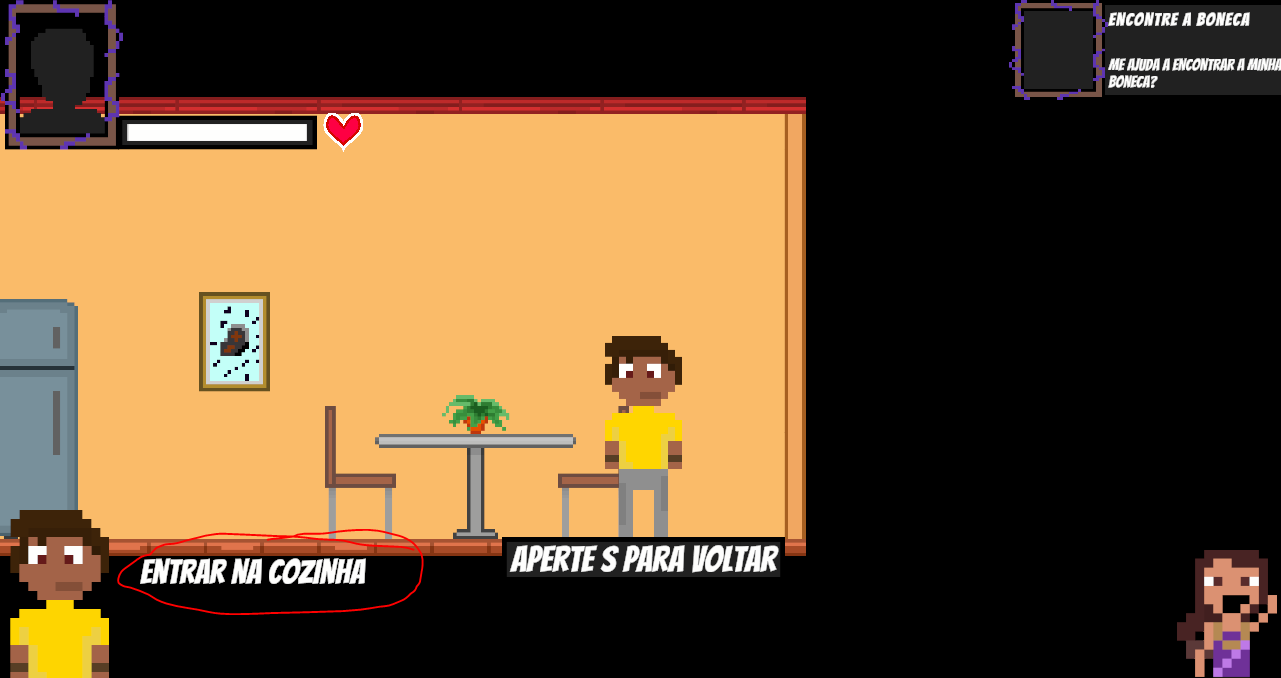 ENCONTRE A BONECA
ME AJUDA A ENCONTRAR A MINHA
BONECA?
APERTE S PARA VOLTAR
ENTRAR NA COZINHA